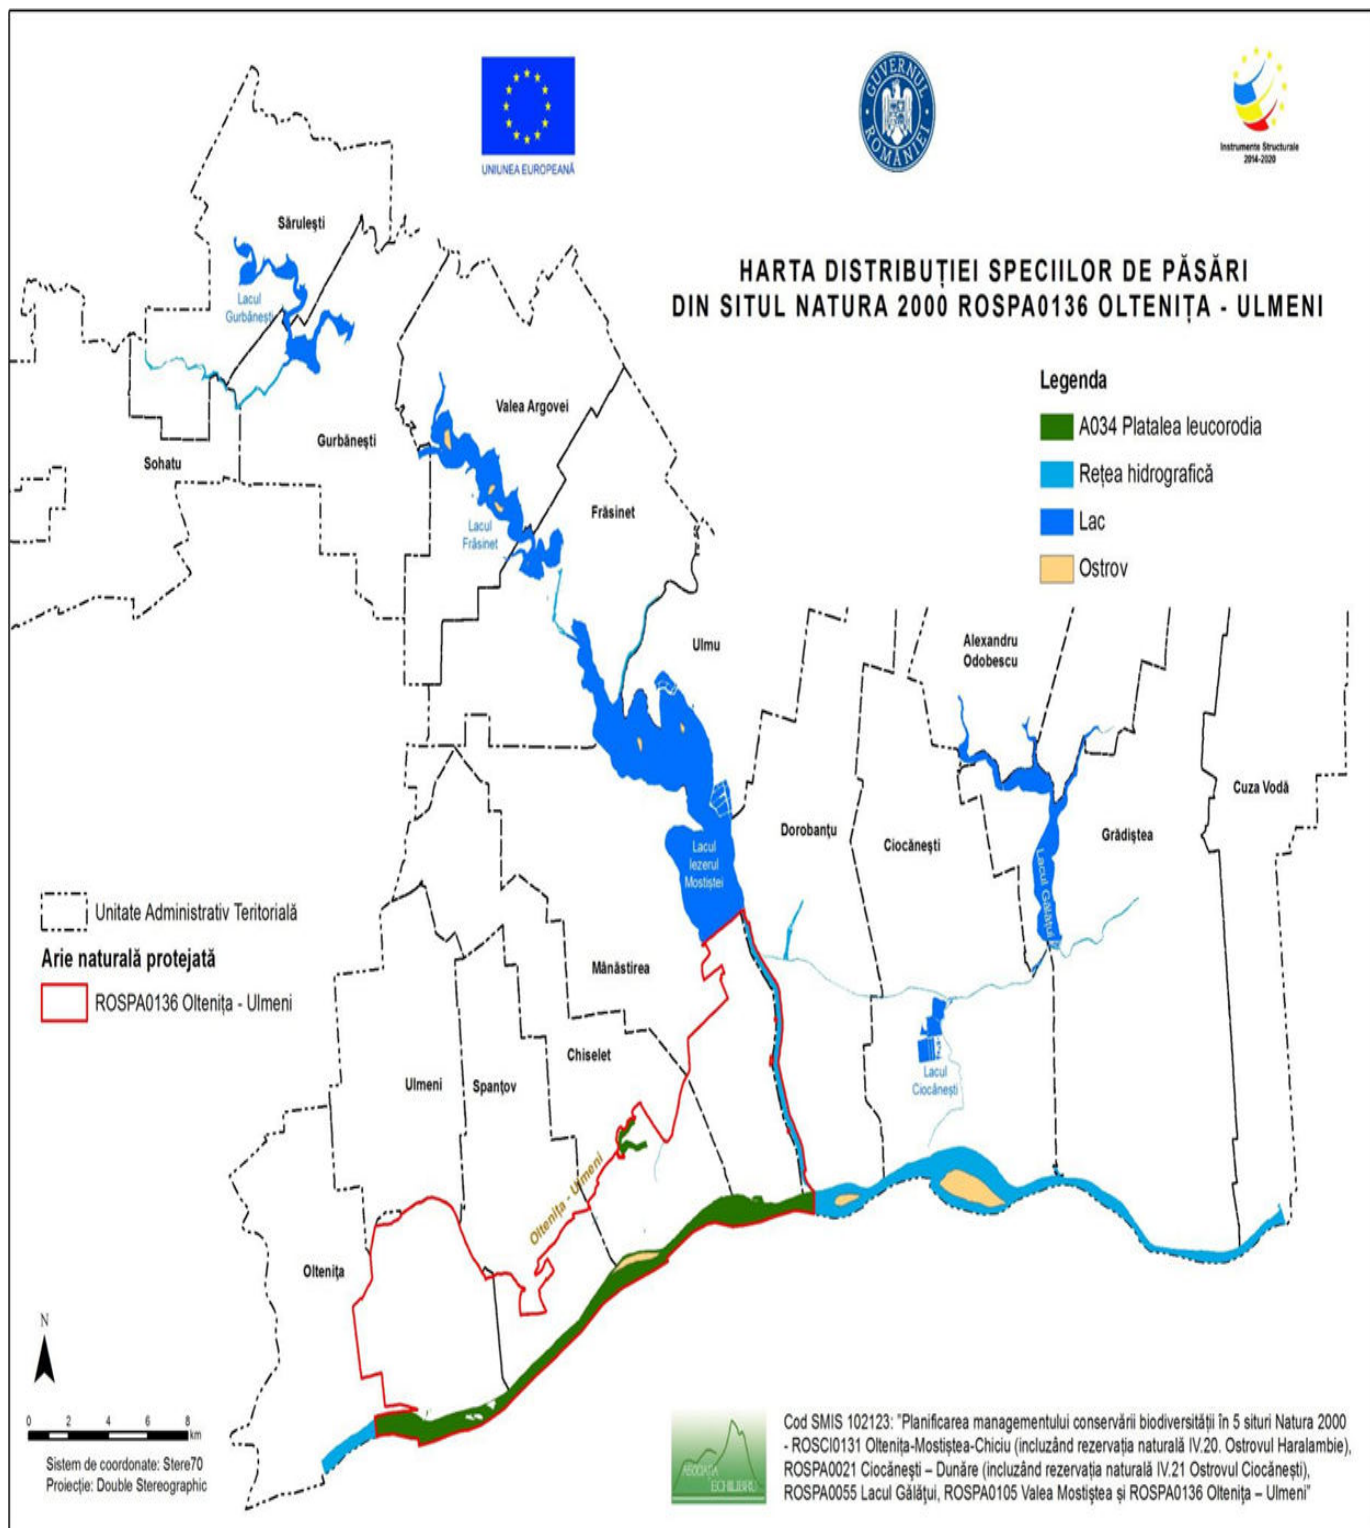 UNIUNEA EUROPEANĂ
GUVERNUL ROMÂNIEI
Instrumente Structurale
2014-2020
HARTA DISTRIBUȚIEI SPECIILOR DE PĂSĂRI
DIN SITUL NATURA 2000 ROSPA0136 OLTENIȚA - ULMENI
Legenda
A034 Platalea leucorodia
Rețea hidrografică
Lac
Ostrov
Sărulești
Lacul
Gurbănești
Valea Argovei
Gurbănești
Sohatu
Lacul
Frăsinet
Frăsinet
Ulmu
Alexandru
Odobescu
Cuza Vodă
Dorobanțu
Ciocănești
Grădiștea
Lacul
Iezerul
Mostiștei
Lacul Gălățui
Unitate Administrativ Teritorială
Arie naturală protejată
ROSPA0136 Oltenița - Ulmeni
Mânăstirea
Chiselet
Ulmeni
Spanțov
Lacul
Ciocănești
Oltenița - Ulmeni
Oltenița
N
0 2 4 6 8
km
Sistem de coordonate: Stere70
Proiecție: Double Stereographic
ASOCIAȚIA
ECHILIBRU
Cod SMIS 102123: "Planificarea managementului conservării biodiversității în 5 situri Natura 2000
- ROSCI0131 Oltenița-Mostiștea-Chiciu (incluzând rezervația naturală IV.20. Ostrovul Haralambie),
ROSPA0021 Ciocănești – Dunăre (incluzând rezervația naturală IV.21 Ostrovul Ciocănești),
ROSPA0055 Lacul Gălățui, ROSPA0105 Valea Mostiștea și ROSPA0136 Oltenița – Ulmeni"